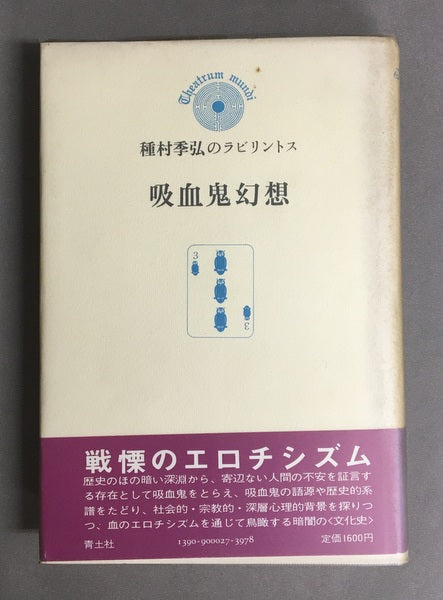 Theatrum mundi
種村季弘のラビリントス
吸血鬼幻想
3
3
戦慄のエロチシズム
歴史のほの暗い深淵から、寄辺ない人間の不安を証言す
る存在として吸血鬼をとらえ、吸血鬼の語源や歴史的系
譜をたどり、社会的・宗教的・深層心理的背景を探りつ
つ、血のエロチシズムを通じて鳥瞰する暗闇の〈文化史〉
青土社 1390-900027-3978 定価1600円